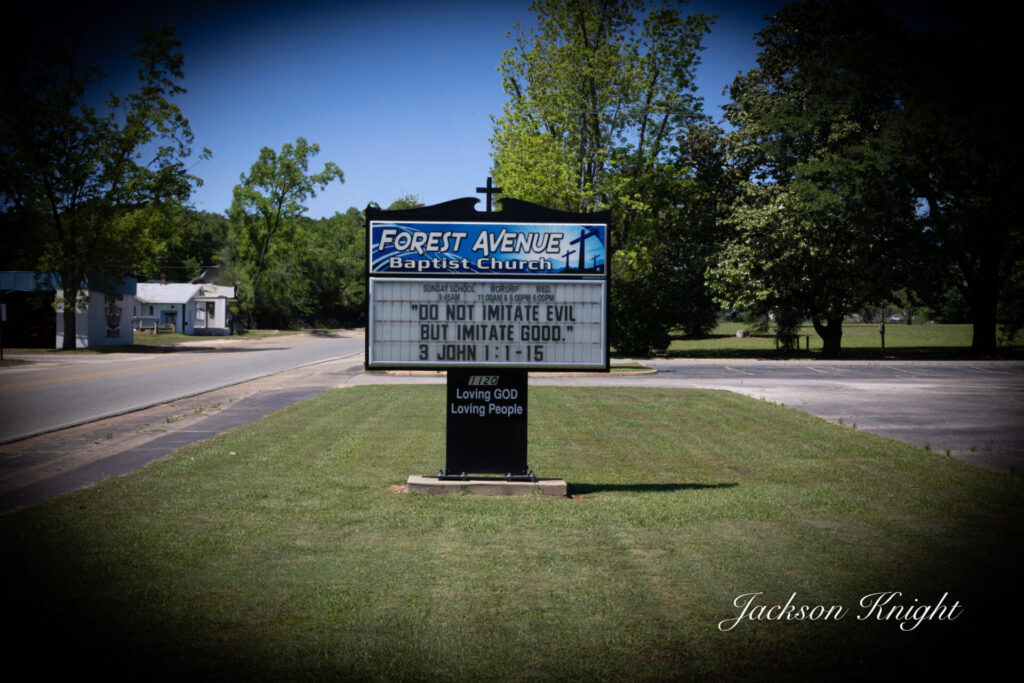 FOREST AVENUE
Baptist Church
SUNDAY SCHOOL WORSHIP WED.
9:45AM 11:00AM & 6:00PM 6:00PM
"DO NOT IMITATE EVIL
BUT IMITATE GOOD."
3 JOHN 1:1-15
1120
Loving GOD
Loving People
Jackson Knight